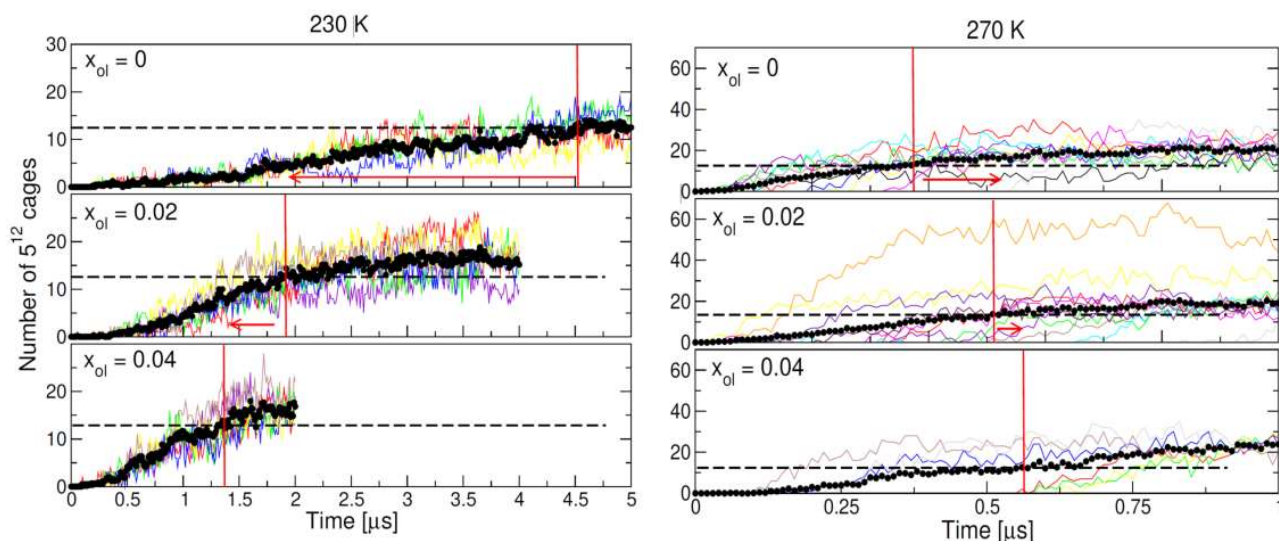 230 K
30
x_ol = 0
20
10
0
x_ol = 0.02
20
10
0
x_ol = 0.04
20
10
0
0 0.5 1 1.5 2 2.5 3 3.5 4 4.5 5
Time [μs]
Number of 5¹² cages
270 K
60
x_ol = 0
40
20
0
60
x_ol = 0.02
40
20
0
60
x_ol = 0.04
40
20
0
0 0.25 0.5 0.75 1
Time [μs]